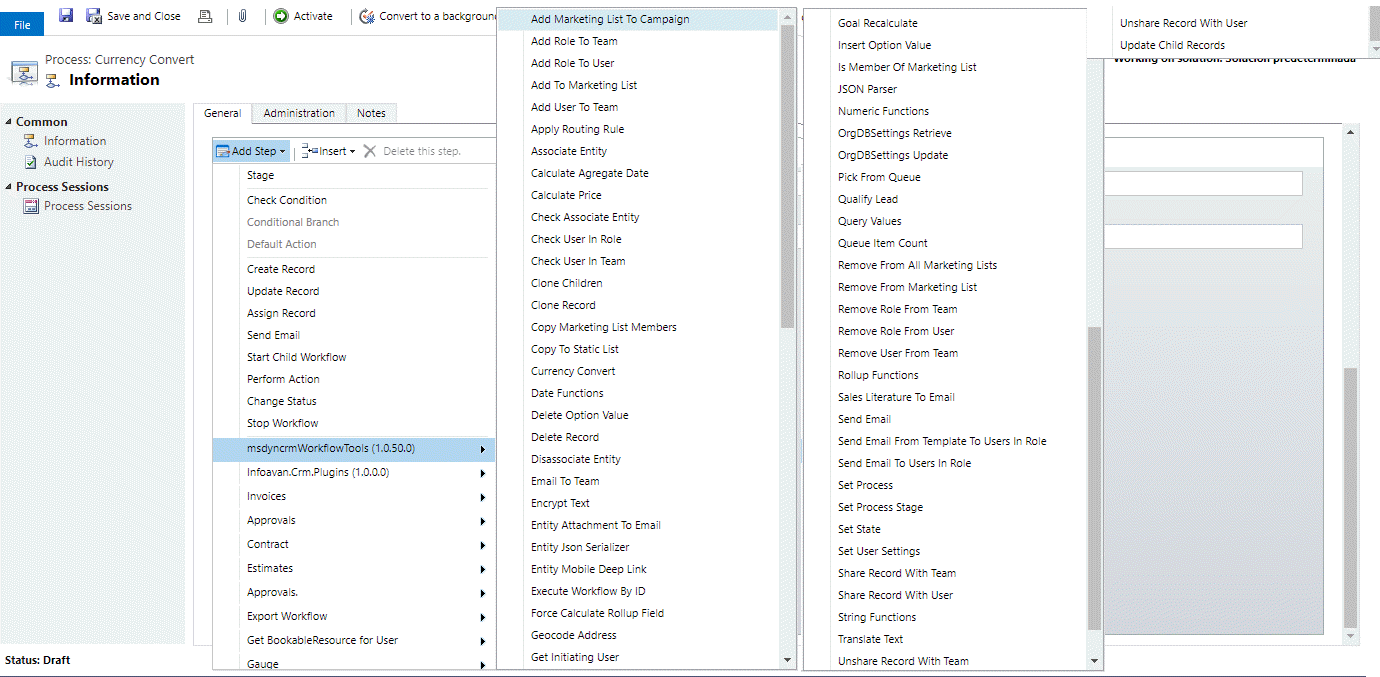 File
Save and Close
Activate
Convert to a background
Process: Currency Convert
Information
Working on solution: Solución predeterminada
Common
Information
Audit History
Process Sessions
Process Sessions
General
Administration
Notes
Add Step
Insert
Delete this step.
Stage
Check Condition
Conditional Branch
Default Action
Create Record
Update Record
Assign Record
Send Email
Start Child Workflow
Perform Action
Change Status
Stop Workflow
msdyncrmWorkflowTools (1.0.50.0)
Infoavan.Crm.Plugins (1.0.0.0)
Invoices
Approvals
Contract
Estimates
Approvals.
Export Workflow
Get BookableResource for User
Gauge
Add Marketing List To Campaign
Add Role To Team
Add Role To User
Add To Marketing List
Add User To Team
Apply Routing Rule
Associate Entity
Calculate Agregate Date
Calculate Price
Check Associate Entity
Check User In Role
Check User In Team
Clone Children
Clone Record
Copy Marketing List Members
Copy To Static List
Currency Convert
Date Functions
Delete Option Value
Delete Record
Disassociate Entity
Email To Team
Encrypt Text
Entity Attachment To Email
Entity Json Serializer
Entity Mobile Deep Link
Execute Workflow By ID
Force Calculate Rollup Field
Geocode Address
Get Initiating User
Goal Recalculate
Insert Option Value
Is Member Of Marketing List
JSON Parser
Numeric Functions
OrgDBSettings Retrieve
OrgDBSettings Update
Pick From Queue
Qualify Lead
Query Values
Queue Item Count
Remove From All Marketing Lists
Remove From Marketing List
Remove Role From Team
Remove Role From User
Remove User From Team
Rollup Functions
Sales Literature To Email
Send Email
Send Email From Template To Users In Role
Send Email To Users In Role
Set Process
Set Process Stage
Set State
Set User Settings
Share Record With Team
Share Record With User
String Functions
Translate Text
Unshare Record With Team
Unshare Record With User
Update Child Records
Status: Draft